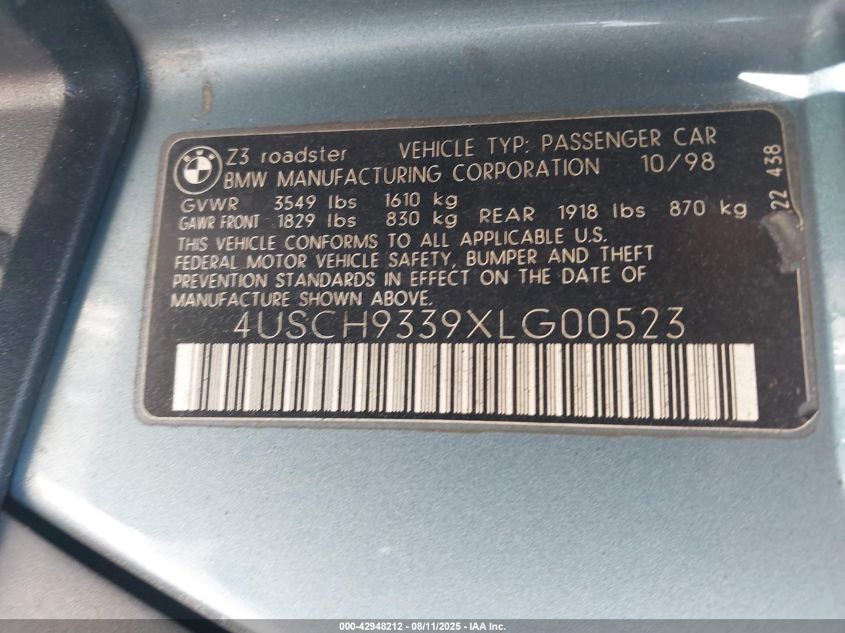 BMW
Z3 roadster VEHICLE TYP: PASSENGER CAR
BMW MANUFACTURING CORPORATION 10/98
GVWR 3549 lbs 1610 kg
GAWR FRONT 1829 lbs 830 kg REAR 1918 lbs 870 kg
THIS VEHICLE CONFORMS TO ALL APPLICABLE U.S.
FEDERAL MOTOR VEHICLE SAFETY, BUMPER AND THEFT
PREVENTION STANDARDS IN EFFECT ON THE DATE OF
MANUFACTURE SHOWN ABOVE.
4USCH9339XLG00523
22 438
000-42948212 - 08/11/2025 - IAA Inc.